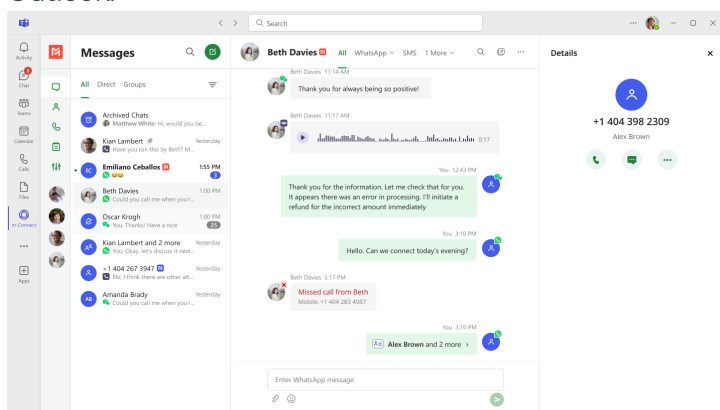 Outlook.
Search
Activity
Chat
Teams
Calendar
Calls
Files
m-Connect
Apps
Messages
All Direct Groups
Archived Chats
Matthew White: Hi, would you be...
Kian Lambert Yesterday
Have you run this by Beth? M...
Emiliano Ceballos 1:55 PM
EC
3
Beth Davies 1:00 PM
Could you call me when you'r...
Oscar Krogh 1:00 PM
You: Thanks! Have a nice 25
Kian Lambert and 2 more Yesterday
You: Okay, let's discuss it next...
+1 404 267 3947 Yesterday
No, I think there are other alt...
Amanda Brady Yesterday
AB
Could you call me when you'r...
Beth Davies All WhatsApp SMS 1 More
Beth Davies 11:14 AM
Thank you for always being so positive!
Beth Davies 11:17 AM
0:17
You 12:43 PM
Thank you for the information. Let me check that for you.
It appears there was an error in processing. I'll initiate a
refund for the incorrect amount immediately
You 3:10 PM
Hello. Can we connect today's evening?
Beth Davies 5:17 PM
Missed call from Beth
Mobile: +1 404 283 4987
You 3:10 PM
Alex Brown and 2 more
Enter WhatsApp message
Details
+1 404 398 2309
Alex Brown